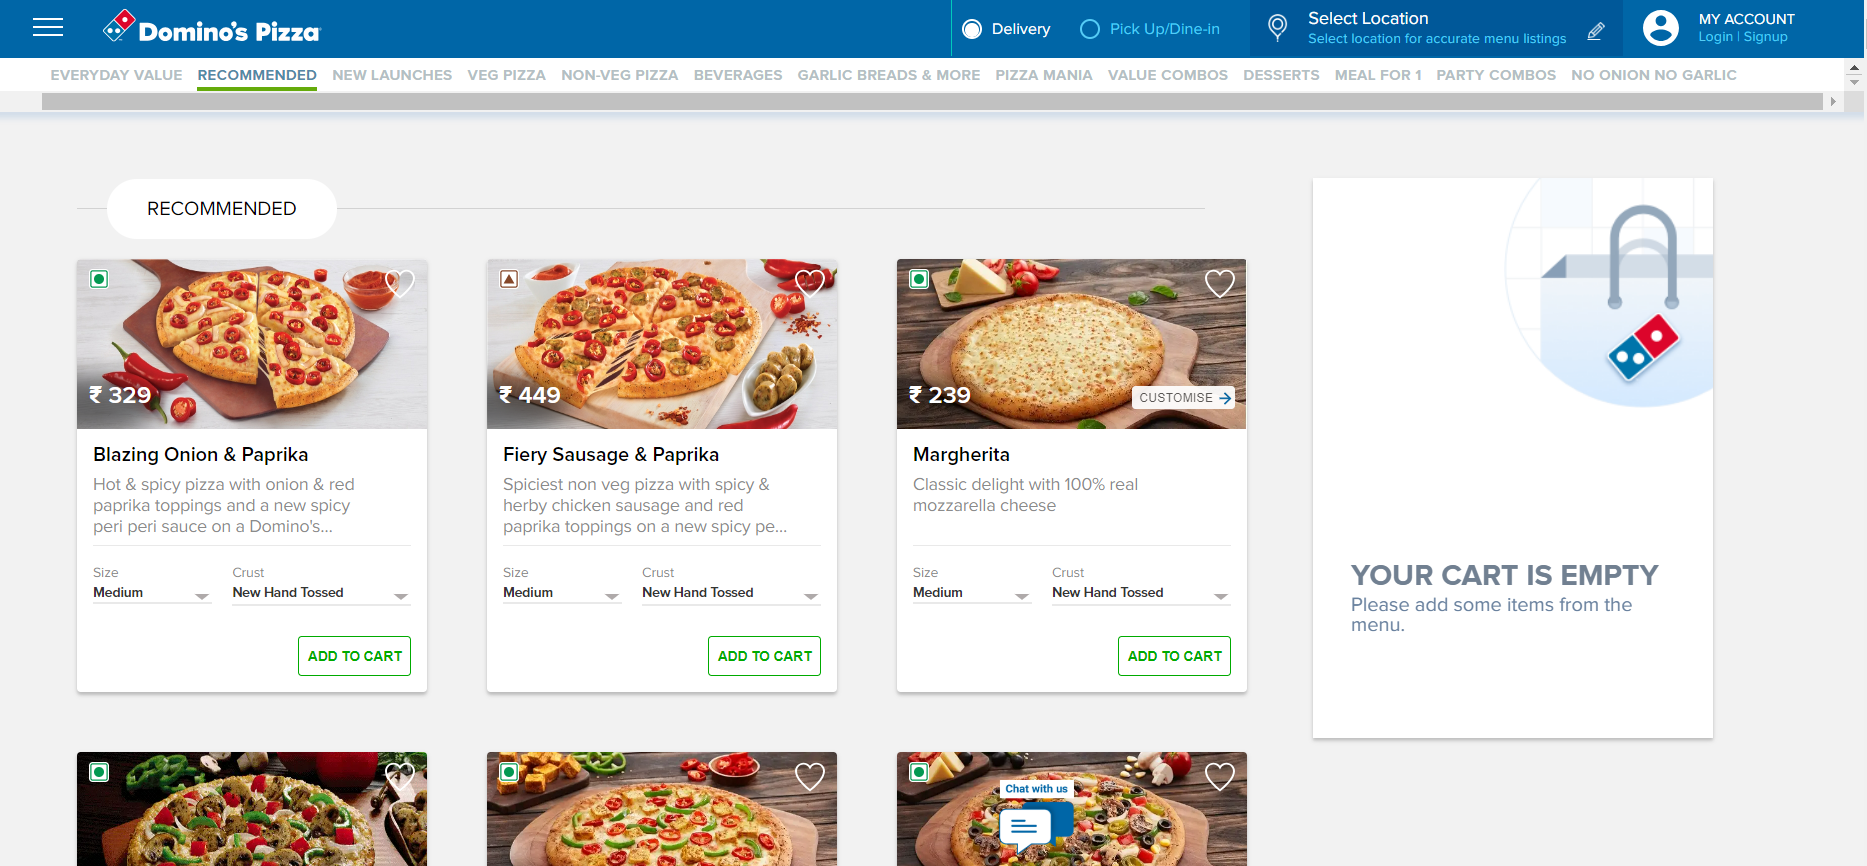 Domino's Pizza
Delivery
Pick Up/Dine-in
Select Location
Select location for accurate menu listings
MY ACCOUNT
Login | Signup
EVERYDAY VALUE RECOMMENDED NEW LAUNCHES VEG PIZZA NON-VEG PIZZA BEVERAGES GARLIC BREADS & MORE PIZZA MANIA VALUE COMBOS DESSERTS MEAL FOR 1 PARTY COMBOS NO ONION NO GARLIC
RECOMMENDED
₹ 329
Blazing Onion & Paprika
Hot & spicy pizza with onion & red
paprika toppings and a new spicy
peri peri sauce on a Domino's...
Size
Medium
Crust
New Hand Tossed
ADD TO CART
₹ 449
Fiery Sausage & Paprika
Spiciest non veg pizza with spicy &
herby chicken sausage and red
paprika toppings on a new spicy pe...
Size
Medium
Crust
New Hand Tossed
ADD TO CART
₹ 239
CUSTOMISE
Margherita
Classic delight with 100% real
mozzarella cheese
Size
Medium
Crust
New Hand Tossed
ADD TO CART
YOUR CART IS EMPTY
Please add some items from the
menu.
Chat with us